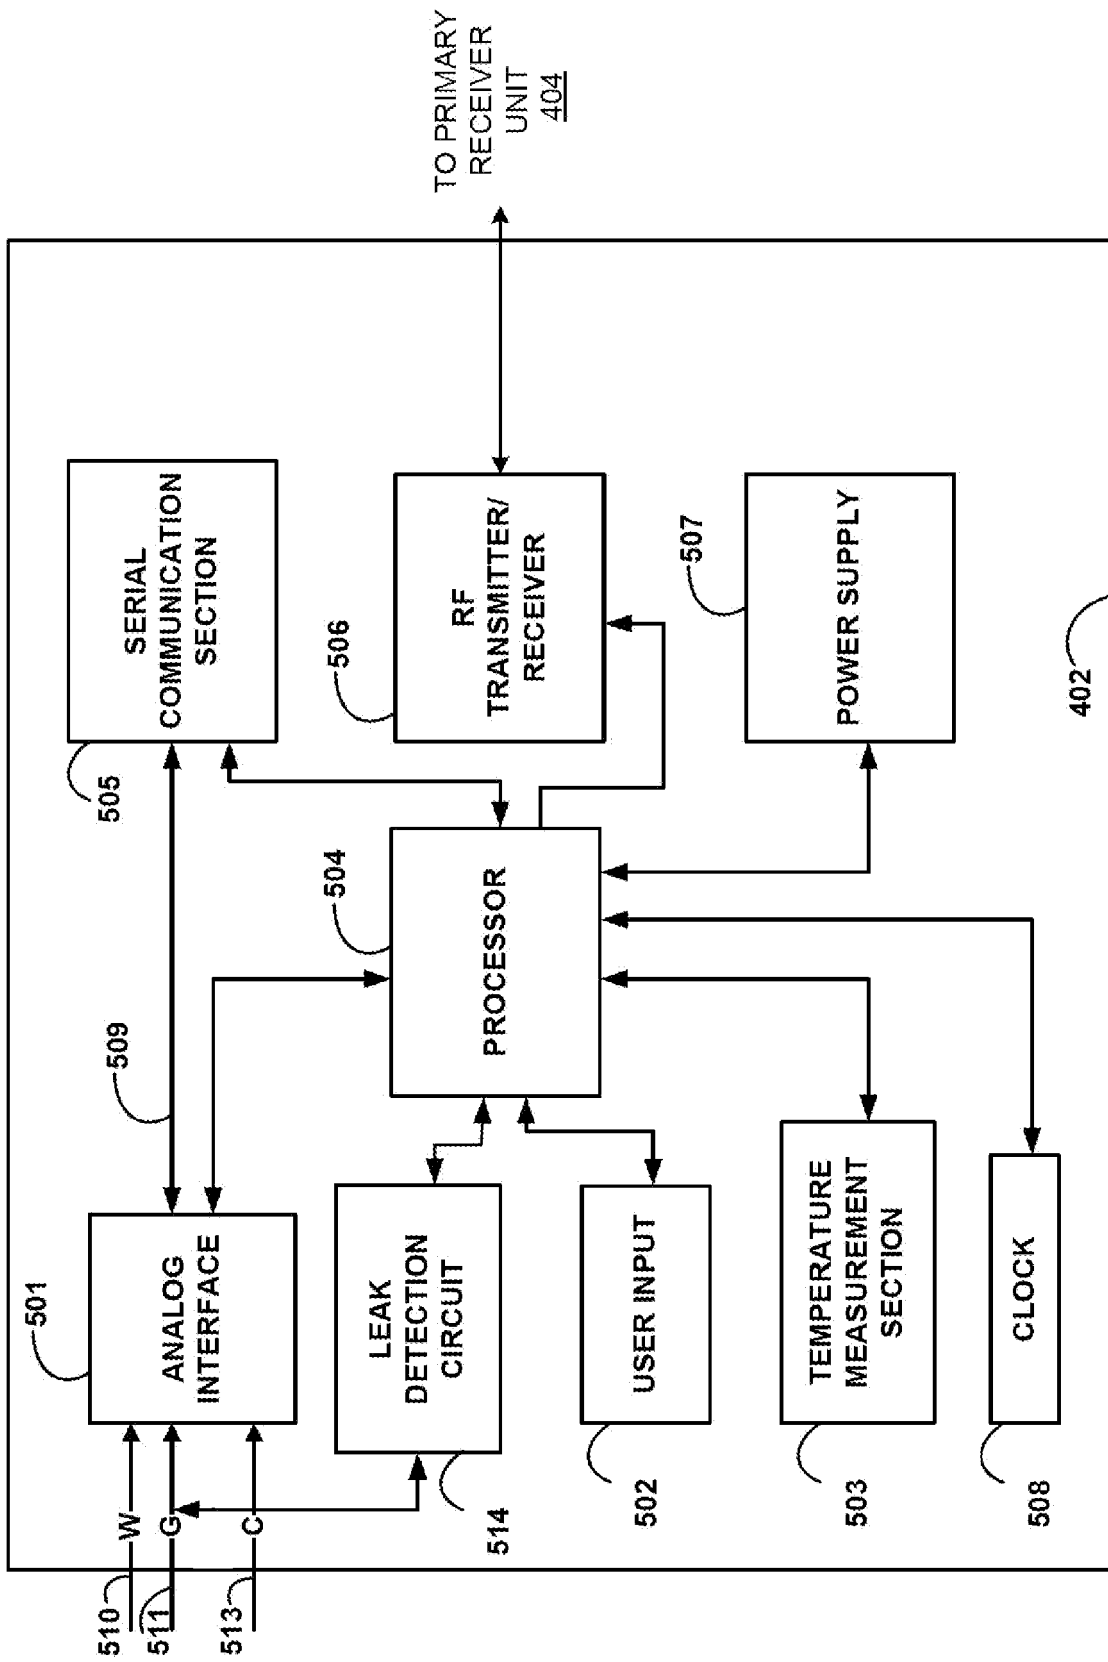 510
W
511
G
513
C
501
ANALOG
INTERFACE
509
505
SERIAL
COMMUNICATION
SECTION
514
LEAK
DETECTION
CIRCUIT
504
PROCESSOR
506
RF
TRANSMITTER/
RECEIVER
TO PRIMARY
RECEIVER
UNIT
404
502
USER INPUT
503
TEMPERATURE
MEASUREMENT
SECTION
507
POWER SUPPLY
508
CLOCK
402